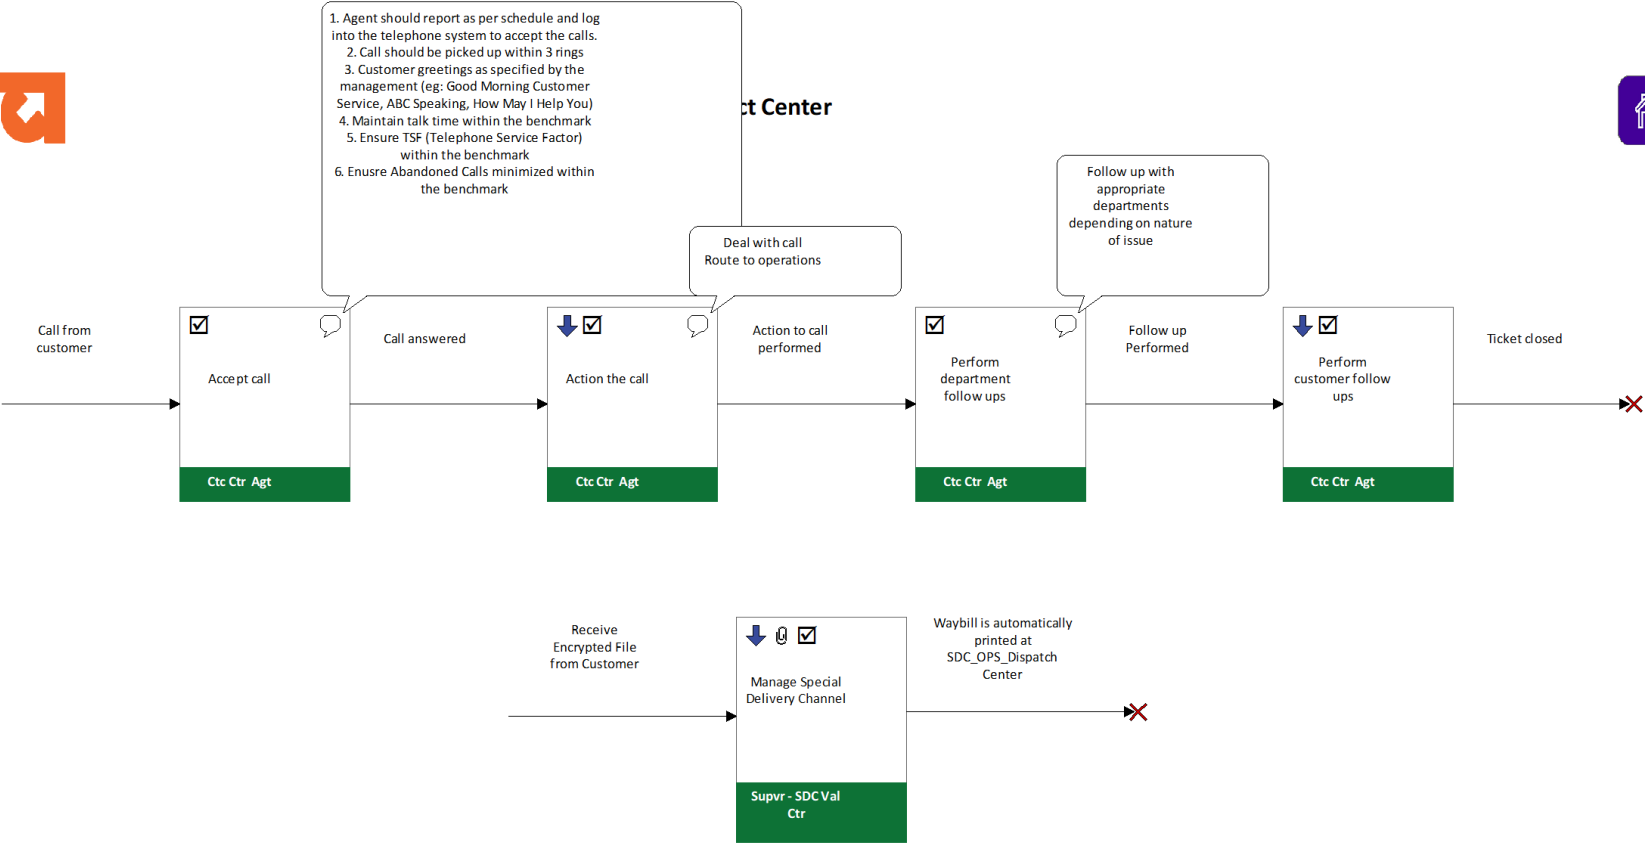 1. Agent should report as per schedule and log
into the telephone system to accept the calls.
2. Call should be picked up within 3 rings
3. Customer greetings as specified by the
management (eg: Good Morning Customer
Service, ABC Speaking, How May I Help You)
4. Maintain talk time within the benchmark
5. Ensure TSF (Telephone Service Factor)
within the benchmark
6. Enusre Abandoned Calls minimized within
the benchmark
ct Center
Deal with call
Route to operations
Follow up with
appropriate
departments
depending on nature
of issue
Call from
customer
Accept call
Ctc Ctr Agt
Call answered
Action the call
Ctc Ctr Agt
Action to call
performed
Perform
department
follow ups
Ctc Ctr Agt
Follow up
Performed
Perform
customer follow
ups
Ctc Ctr Agt
Ticket closed
Receive
Encrypted File
from Customer
Manage Special
Delivery Channel
Supvr - SDC Val
Ctr
Waybill is automatically
printed at
SDC_OPS_Dispatch
Center